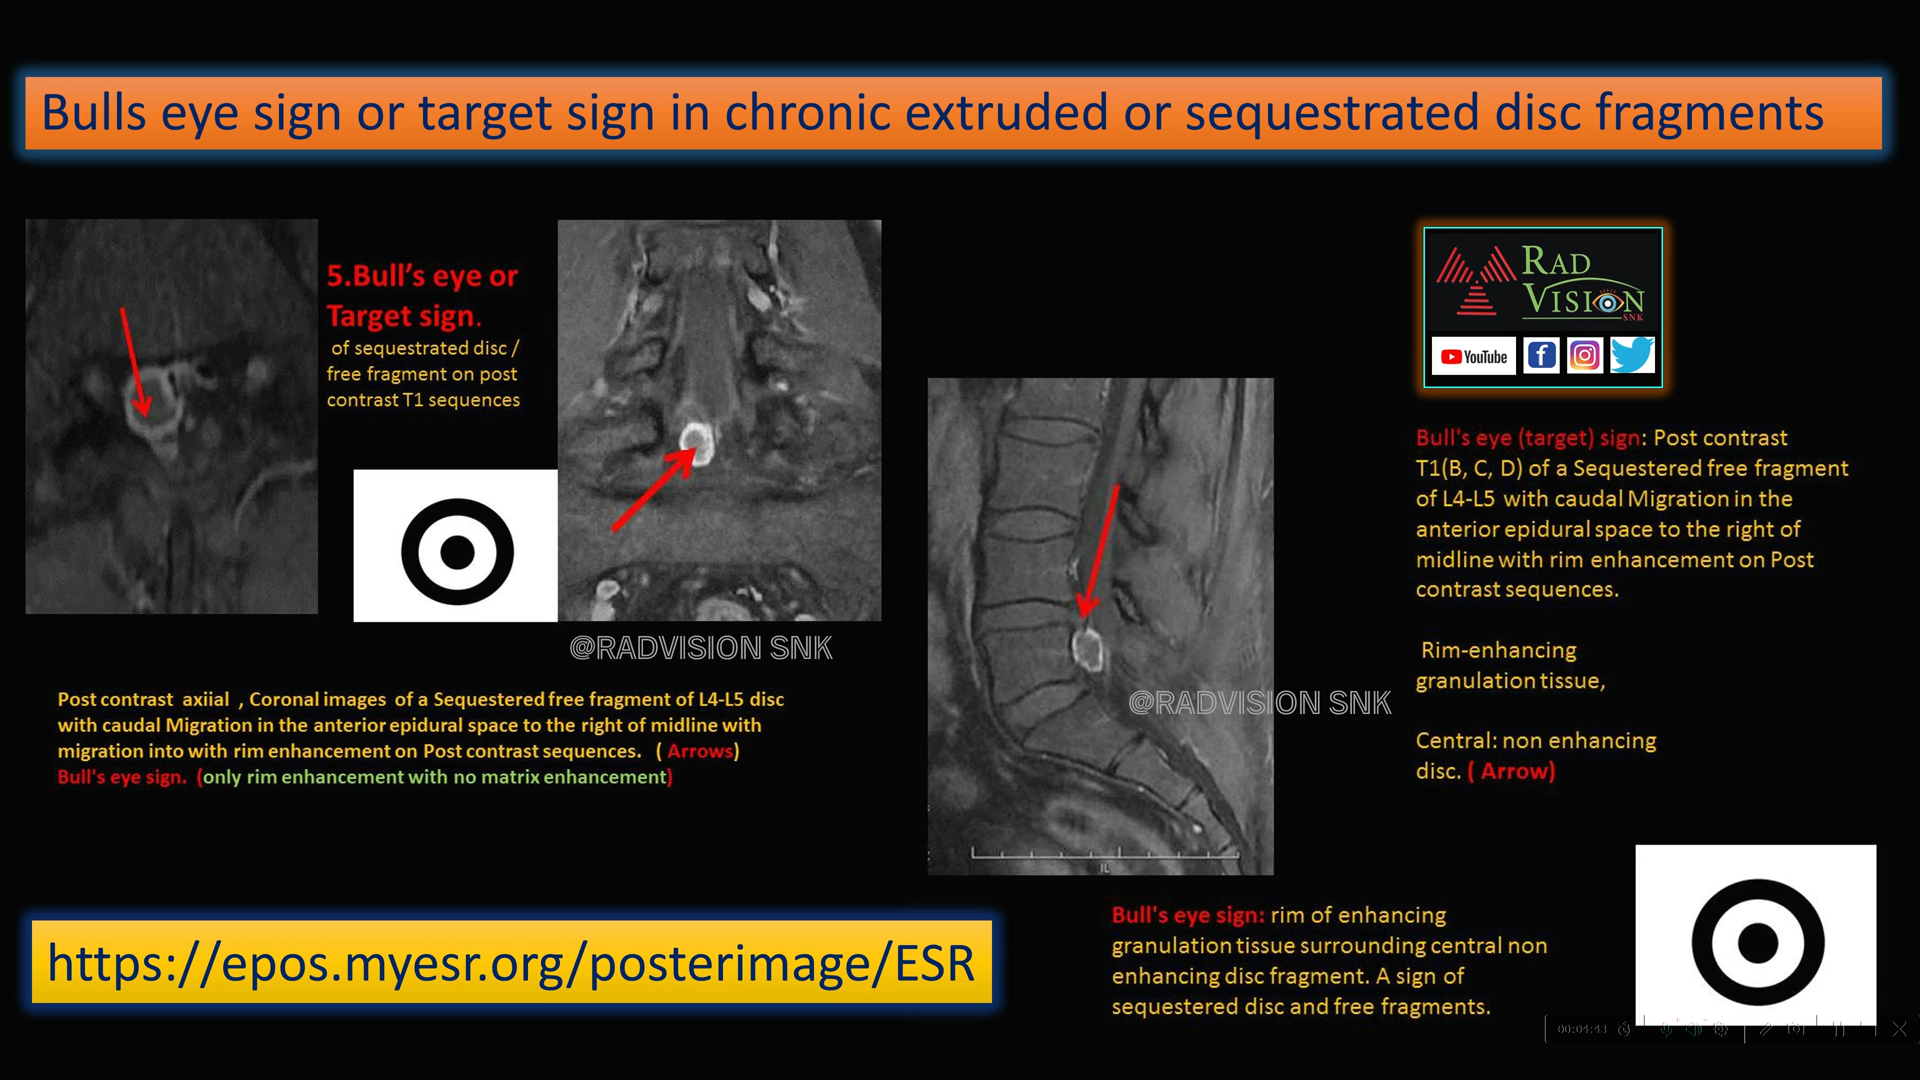 Bulls eye sign or target sign in chronic extruded or sequestrated disc fragments
5.Bull’s eye or
Target sign.
of sequestrated disc /
free fragment on post
contrast T1 sequences
@RADVISION SNK
Post contrast axiial , Coronal images of a Sequestered free fragment of L4-L5 disc
with caudal Migration in the anterior epidural space to the right of midline with
migration into with rim enhancement on Post contrast sequences. ( Arrows)
Bull's eye sign. (only rim enhancement with no matrix enhancement)
https://epos.myesr.org/posterimage/ESR
@RADVISION SNK
RAD
VISION
SNK
YouTube
Bull's eye (target) sign: Post contrast
T1(B, C, D) of a Sequestered free fragment
of L4-L5 with caudal Migration in the
anterior epidural space to the right of
midline with rim enhancement on Post
contrast sequences.
Rim-enhancing
granulation tissue,
Central: non enhancing
disc. ( Arrow)
Bull's eye sign: rim of enhancing
granulation tissue surrounding central non
enhancing disc fragment. A sign of
sequestered disc and free fragments.
00:04:43